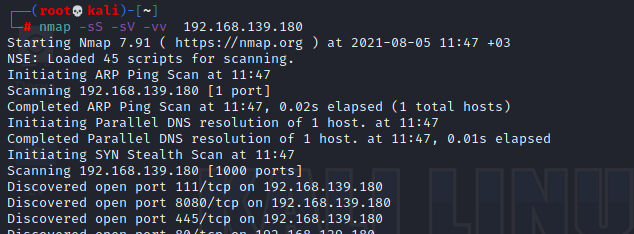 ┌──(root💀kali)-[~]
└─# nmap -sS -sV -vv  192.168.139.180
Starting Nmap 7.91 ( https://nmap.org ) at 2021-08-05 11:47 +03
NSE: Loaded 45 scripts for scanning.
Initiating ARP Ping Scan at 11:47
Scanning 192.168.139.180 [1 port]
Completed ARP Ping Scan at 11:47, 0.02s elapsed (1 total hosts)
Initiating Parallel DNS resolution of 1 host. at 11:47
Completed Parallel DNS resolution of 1 host. at 11:47, 0.01s elapsed
Initiating SYN Stealth Scan at 11:47
Scanning 192.168.139.180 [1000 ports]
Discovered open port 111/tcp on 192.168.139.180
Discovered open port 8080/tcp on 192.168.139.180
Discovered open port 445/tcp on 192.168.139.180
Discovered open port 80/tcp on 192.168.139.180